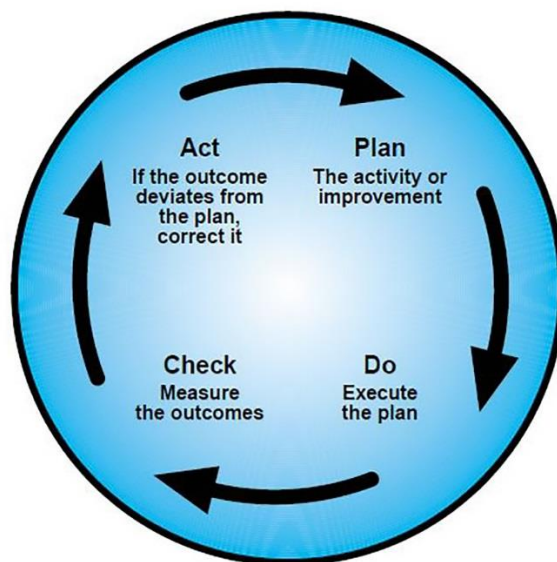 Act
If the outcome
deviates from
the plan,
correct it
Plan
The activity or
improvement
Check
Measure
the outcomes
Do
Execute
the plan